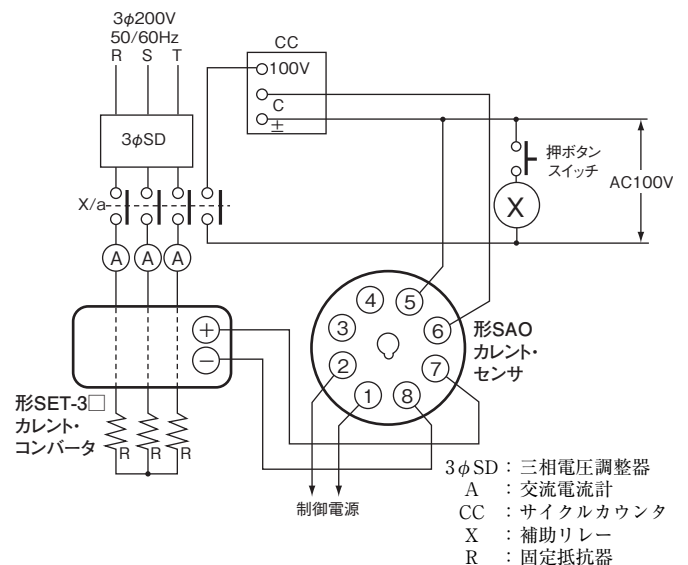 3φ200V
50/60Hz
R S T
3φSD
X/a
A A A
CC
100V
C
±
押ボタン
スイッチ
X
AC100V
+
−
形SET-3□
カレント・
コンバータ
R R R
4 5
3 6
2 7
1 8
形SAO
カレント・
センサ
制御電源
3φSD：三相電圧調整器
A ：交流電流計
CC ：サイクルカウンタ
X ：補助リレー
R ：固定抵抗器